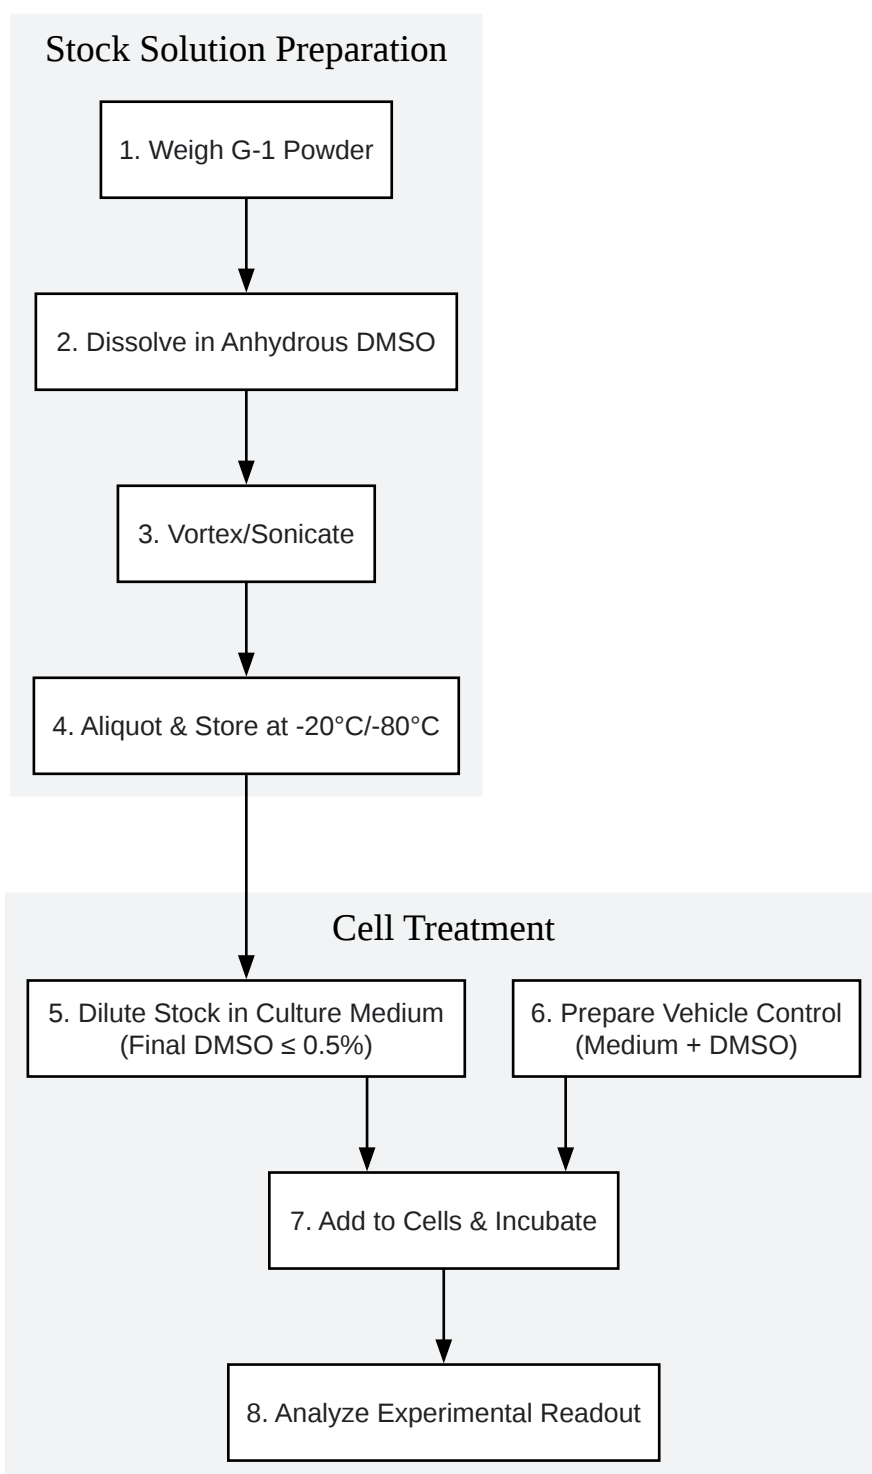 Stock Solution Preparation
1. Weigh G-1 Powder
2. Dissolve in Anhydrous DMSO
3. Vortex/Sonicate
4. Aliquot & Store at -20°C/-80°C
Cell Treatment
5. Dilute Stock in Culture Medium
(Final DMSO ≤ 0.5%)
6. Prepare Vehicle Control
(Medium + DMSO)
7. Add to Cells & Incubate
8. Analyze Experimental Readout